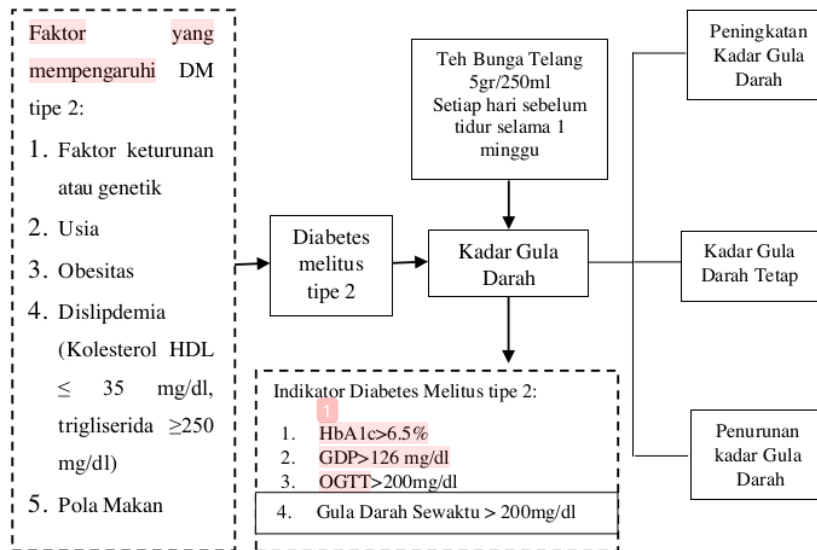 Faktor yang
mempengaruhi DM
tipe 2:
1. Faktor keturunan
atau genetik
2. Usia
3. Obesitas
4. Dislipdemia
(Kolesterol HDL
≤ 35 mg/dl,
trigliserida ≥250
mg/dl)
5. Pola Makan
Diabetes
melitus
tipe 2
Teh Bunga Telang
5gr/250ml
Setiap hari sebelum
tidur selama 1
minggu
Kadar Gula
Darah
Indikator Diabetes Melitus tipe 2:
1
1. HbA1c>6.5%
2. GDP>126 mg/dl
3. OGTT>200mg/dl
4. Gula Darah Sewaktu > 200mg/dl
Peningkatan
Kadar Gula
Darah
Kadar Gula
Darah Tetap
Penurunan
kadar Gula
Darah